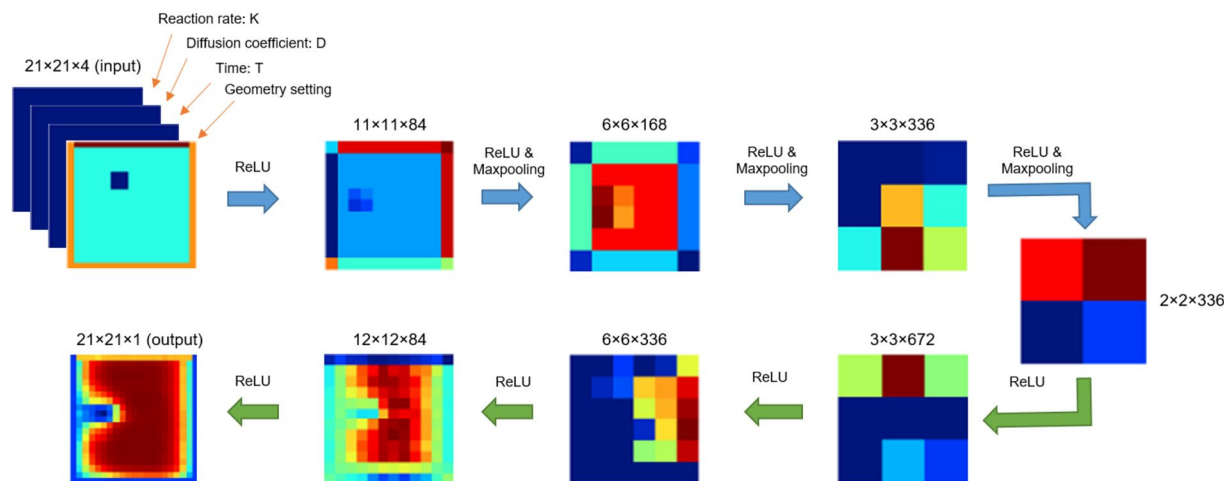 Reaction rate: K
Diffusion coefficient: D
21×21×4 (input)
Time: T
Geometry setting
11×11×84
6×6×168
3×3×336
ReLU
ReLU &
Maxpooling
ReLU &
Maxpooling
ReLU &
Maxpooling
2×2×336
21×21×1 (output)
12×12×84
6×6×336
3×3×672
ReLU
ReLU
ReLU
ReLU